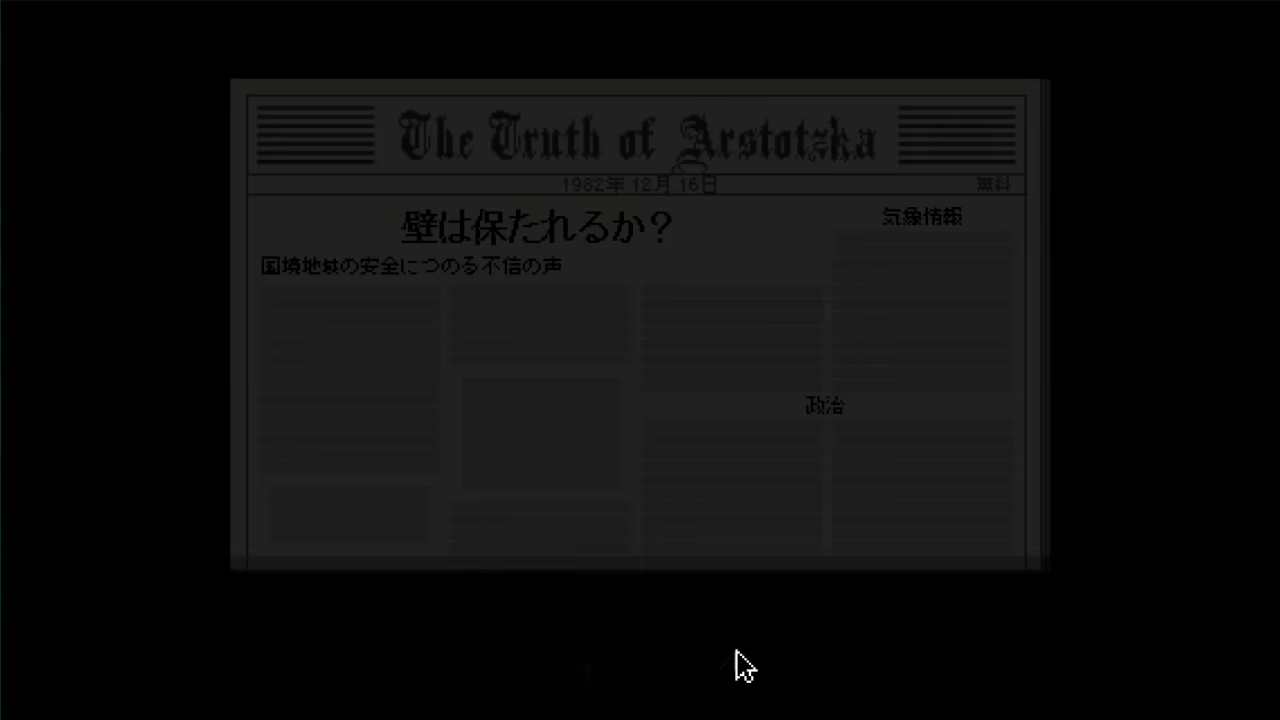 The Truth of Arstotzka
1982年 12月 16日
無料
壁は保たれるか？
国境地域の安全につのる不信の声
気象情報
政治